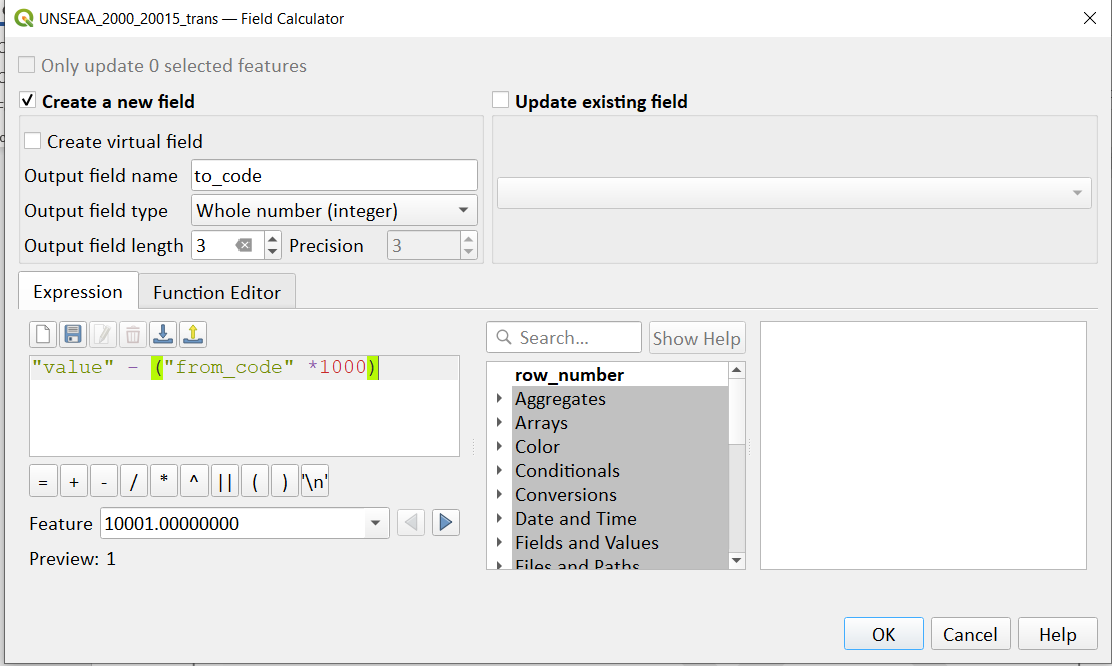 UNSEAA_2000_20015_trans — Field Calculator
Only update 0 selected features
Create a new field
Update existing field
Create virtual field
Output field name to_code
Output field type Whole number (integer)
Output field length 3 Precision 3
Expression Function Editor
Search... Show Help
"value" - ("from_code" *1000)
row_number
Aggregates
Arrays
Color
Conditionals
Conversions
Date and Time
Fields and Values
Files and Paths
= + - / * ^ || ( ) '\n'
Feature 10001.00000000
Preview: 1
OK Cancel Help